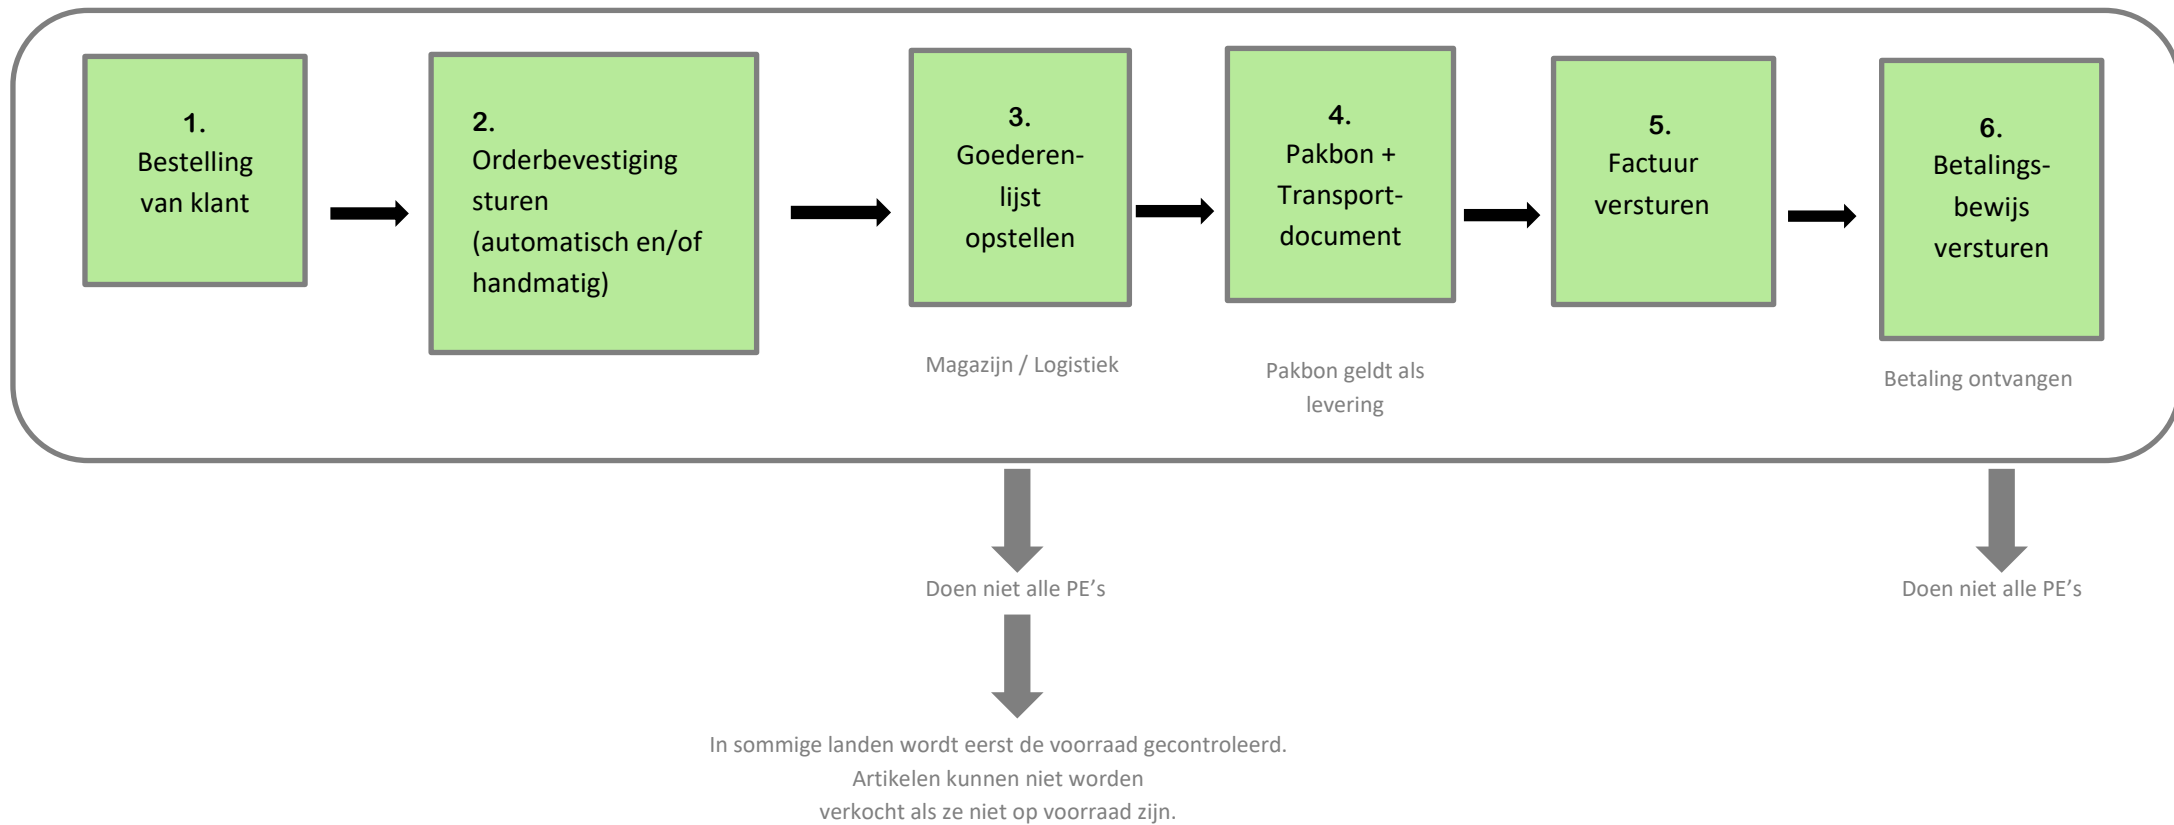 1.
Bestelling
van klant
2.
Orderbevestiging
sturen
(automatisch en/of
handmatig)
3.
Goederen-
lijst
opstellen
4.
Pakbon +
Transport-
document
5.
Factuur
versturen
6.
Betalings-
bewijs
versturen
Magazijn / Logistiek
Pakbon geldt als
levering
Betaling ontvangen
Doen niet alle PE’s
Doen niet alle PE’s
In sommige landen wordt eerst de voorraad gecontroleerd.
Artikelen kunnen niet worden
verkocht als ze niet op voorraad zijn.